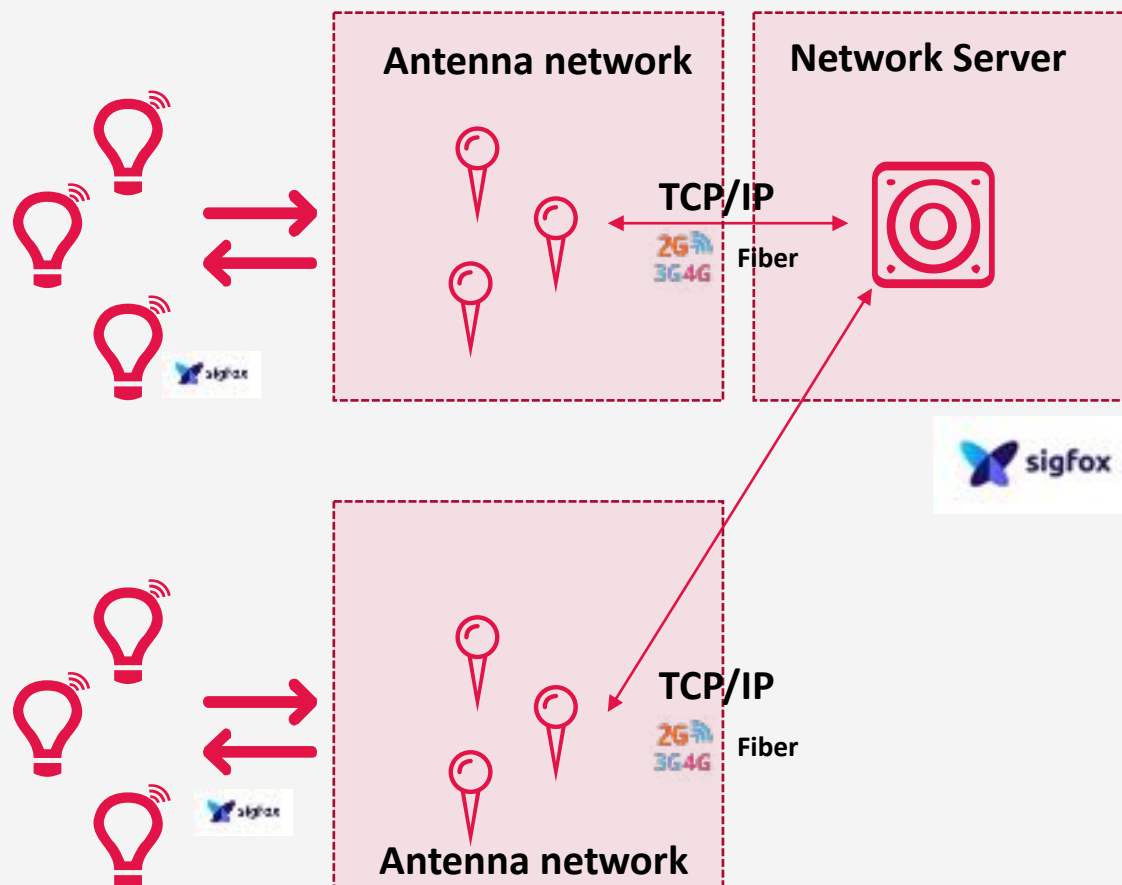 Antenna network
Network Server
TCP/IP
2G
3G4G
Fiber
sigfox
sigfox
TCP/IP
2G
3G4G
Fiber
sigfox
Antenna network